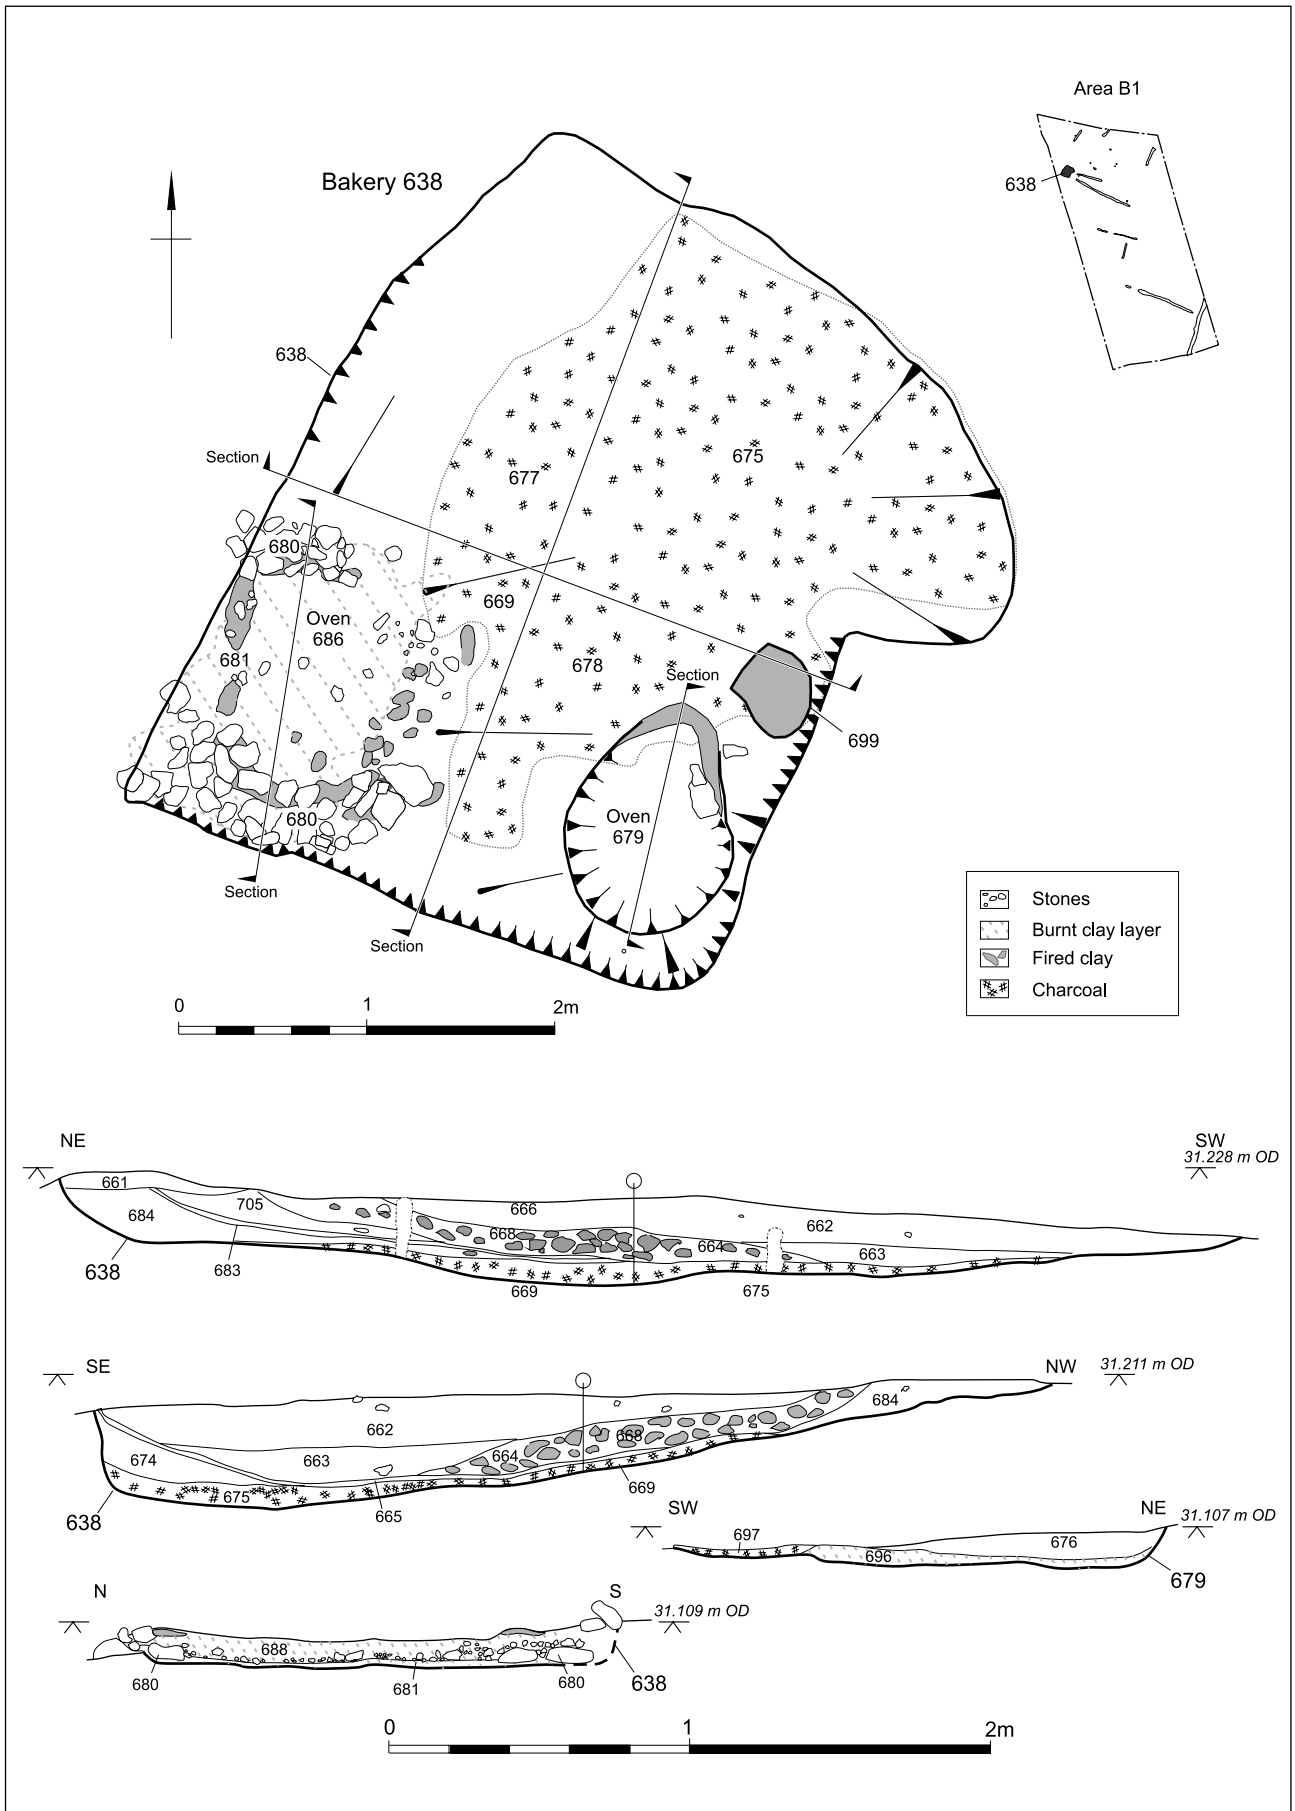 Area B1
Bakery 638
638
638
Section
675
677
680
669
Oven
686
681
678
Section
699
Oven
679
680
Section
Section
Stones
Burnt clay layer
Fired clay
Charcoal
0 1 2m
NE SW
31.228 m OD
661
684
705
666
662
668
664
663
638
683
669
675
SE NW
31.211 m OD
662
684
668
674
663
664
675
669
638
665
SW NE
31.107 m OD
697
676
696
679
N S
31.109 m OD
688
680
681
680
638
0 1 2m